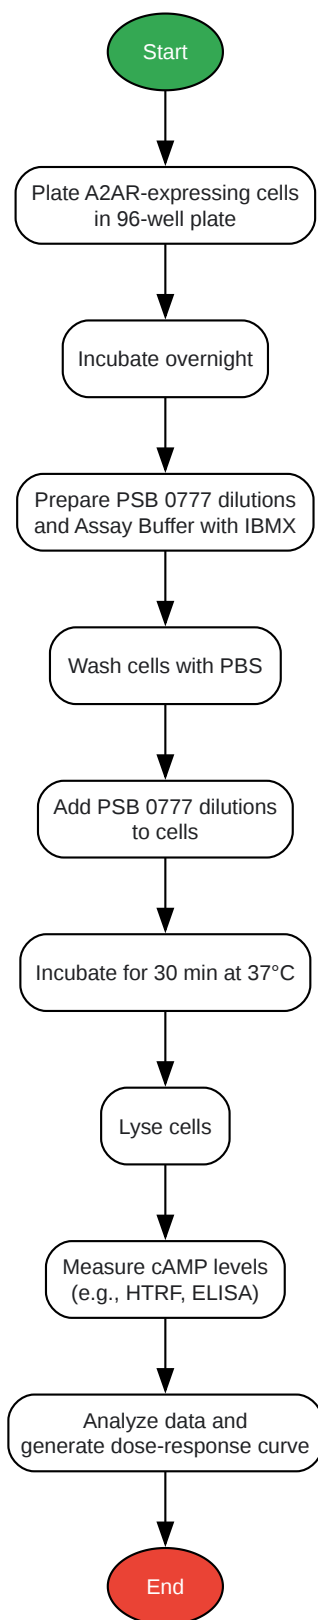 Start
Plate A2AR-expressing cells
in 96-well plate
Incubate overnight
Prepare PSB 0777 dilutions
and Assay Buffer with IBMX
Wash cells with PBS
Add PSB 0777 dilutions
to cells
Incubate for 30 min at 37°C
Lyse cells
Measure cAMP levels
(e.g., HTRF, ELISA)
Analyze data and
generate dose-response curve
End